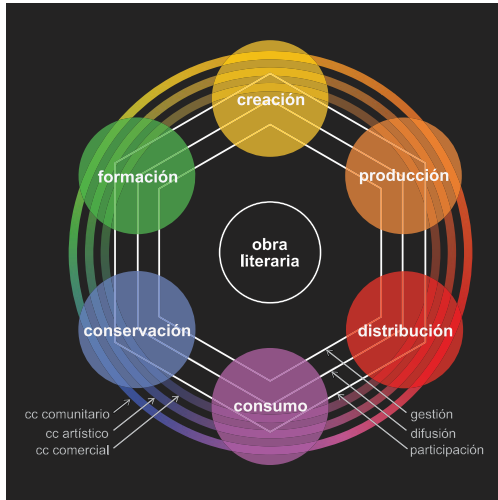 creación
formación
producción
obra
literaria
conservación
distribución
consumo
cc comunitario
cc artístico
cc comercial
gestión
difusión
participación